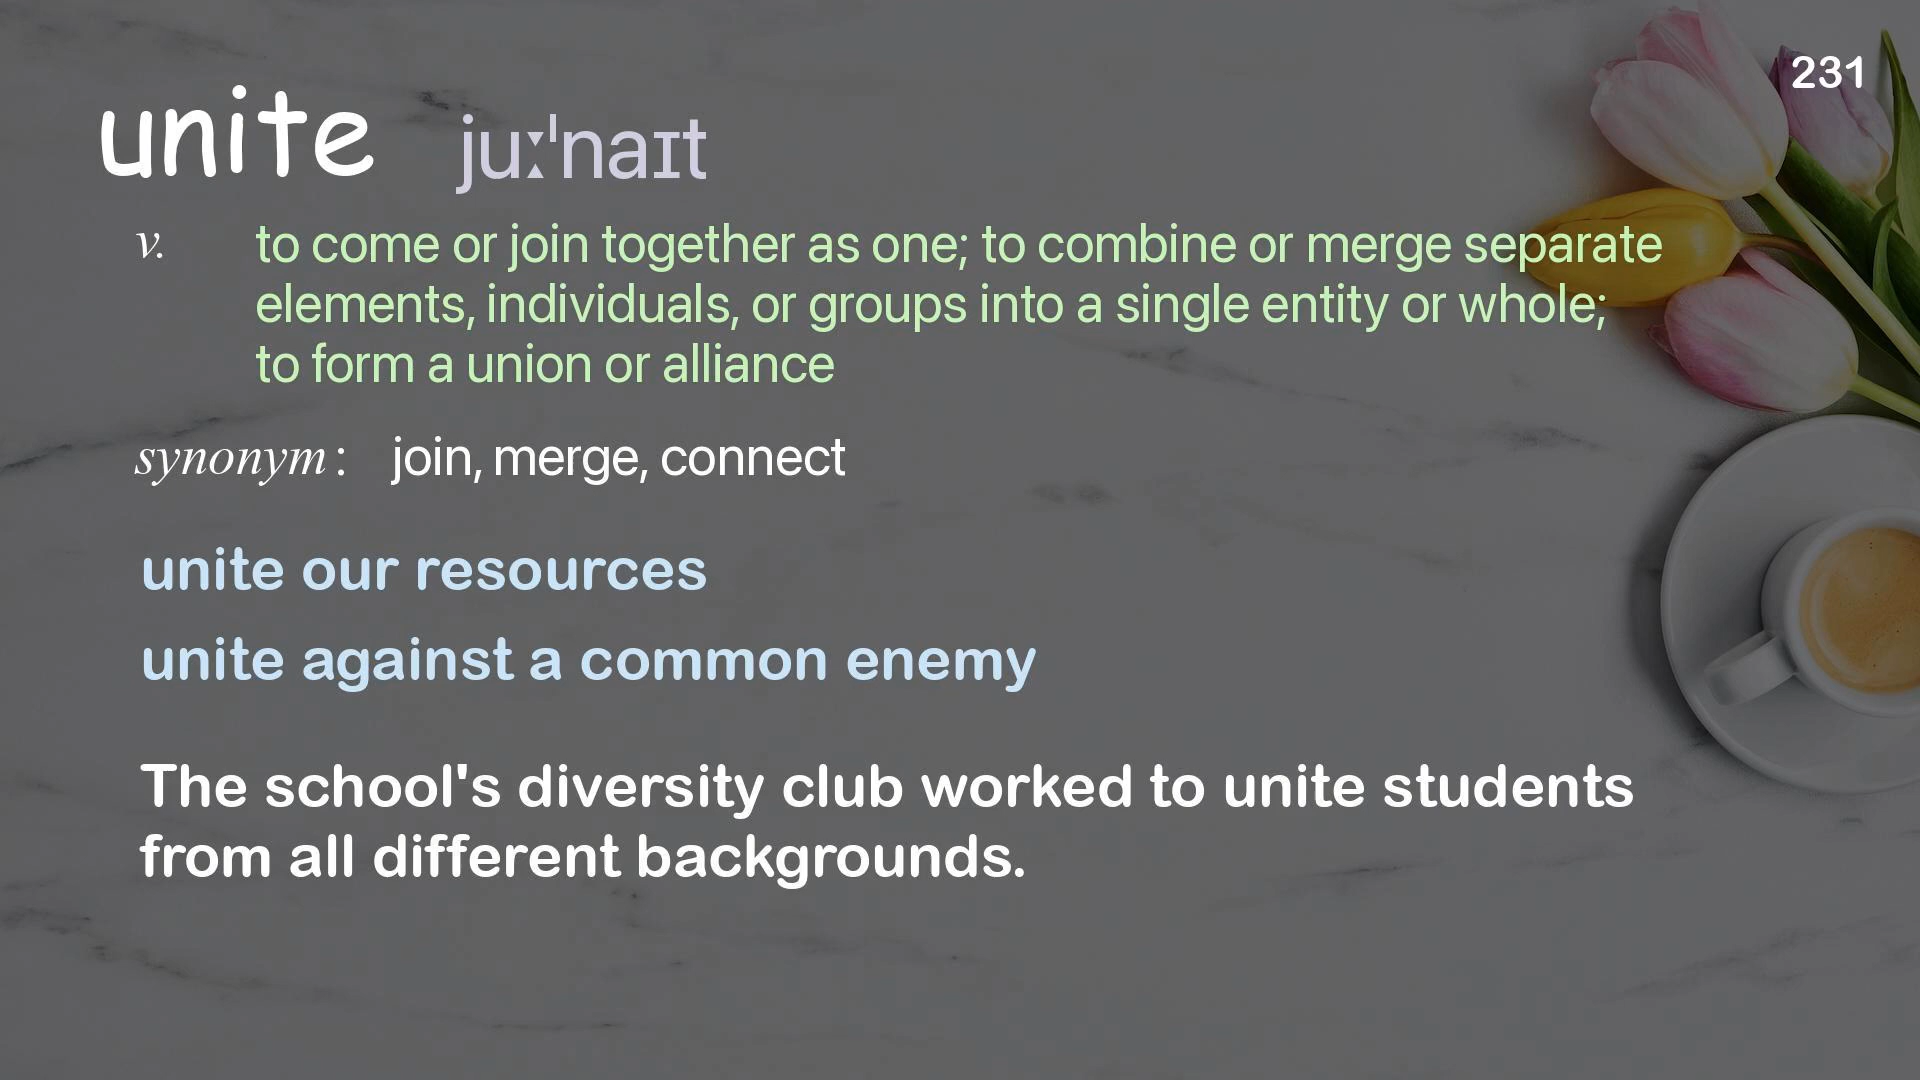 231
unite juːˈnaɪt
v. to come or join together as one; to combine or merge separate
elements, individuals, or groups into a single entity or whole;
to form a union or alliance
synonym : join, merge, connect
unite our resources
unite against a common enemy
The school's diversity club worked to unite students
from all different backgrounds.